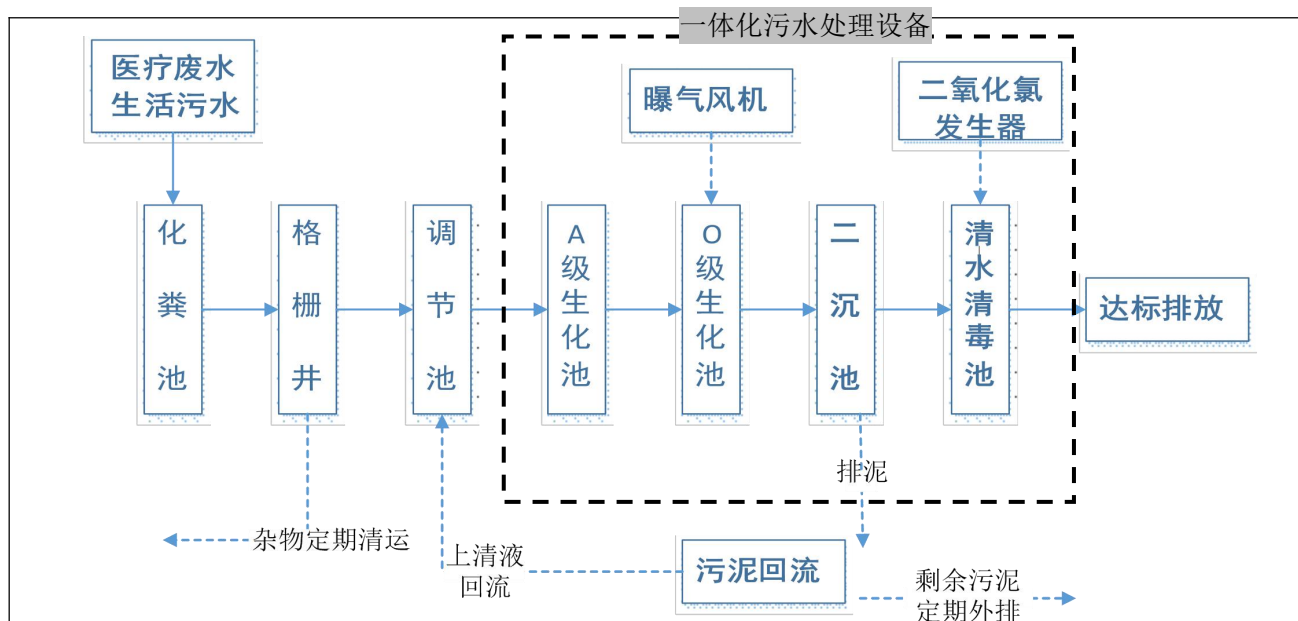 一体化污水处理设备
医疗废水
生活污水
曝气风机
二氧化氯
发生器
化粪池
格栅井
调节池
A级生化池
O级生化池
二沉池
清水清毒池
达标排放
排泥
杂物定期清运
上清液
回流
污泥回流
剩余污泥
定期外排